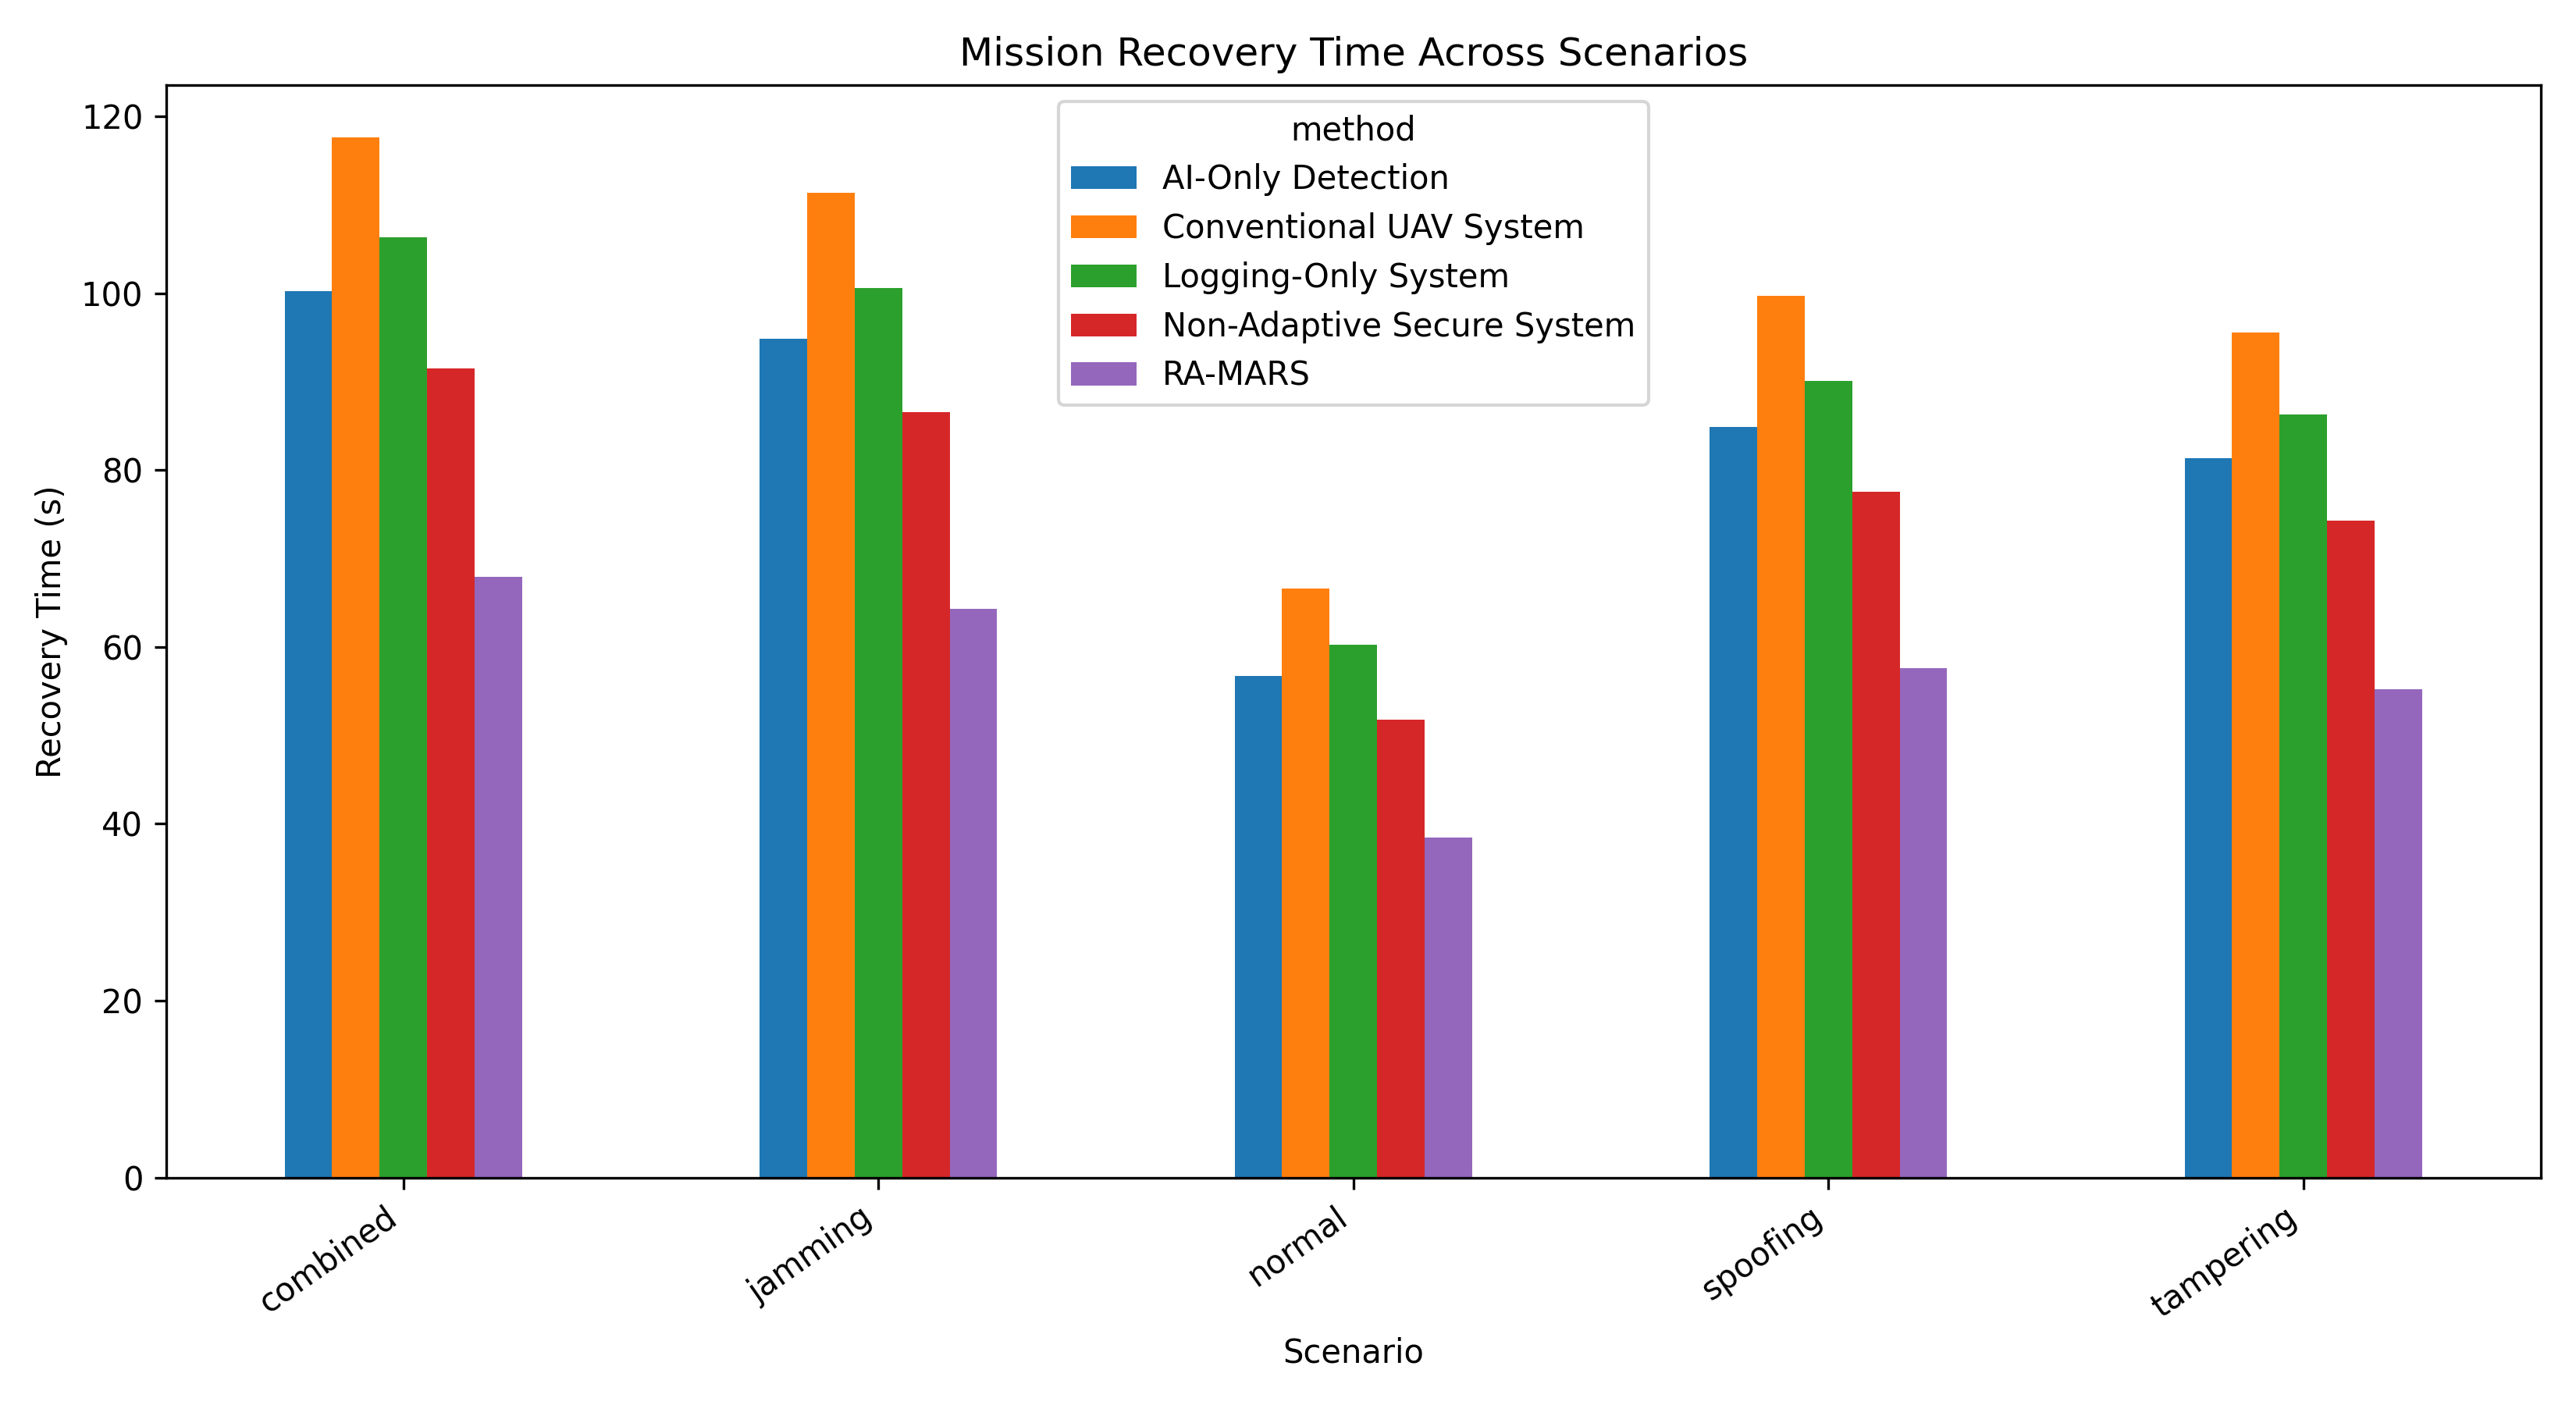 Mission Recovery Time Across Scenarios
method
AI-Only Detection
Conventional UAV System
Logging-Only System
Non-Adaptive Secure System
RA-MARS
Recovery Time (s)
120
100
80
60
40
20
0
combined
jamming
normal
spoofing
tampering
Scenario